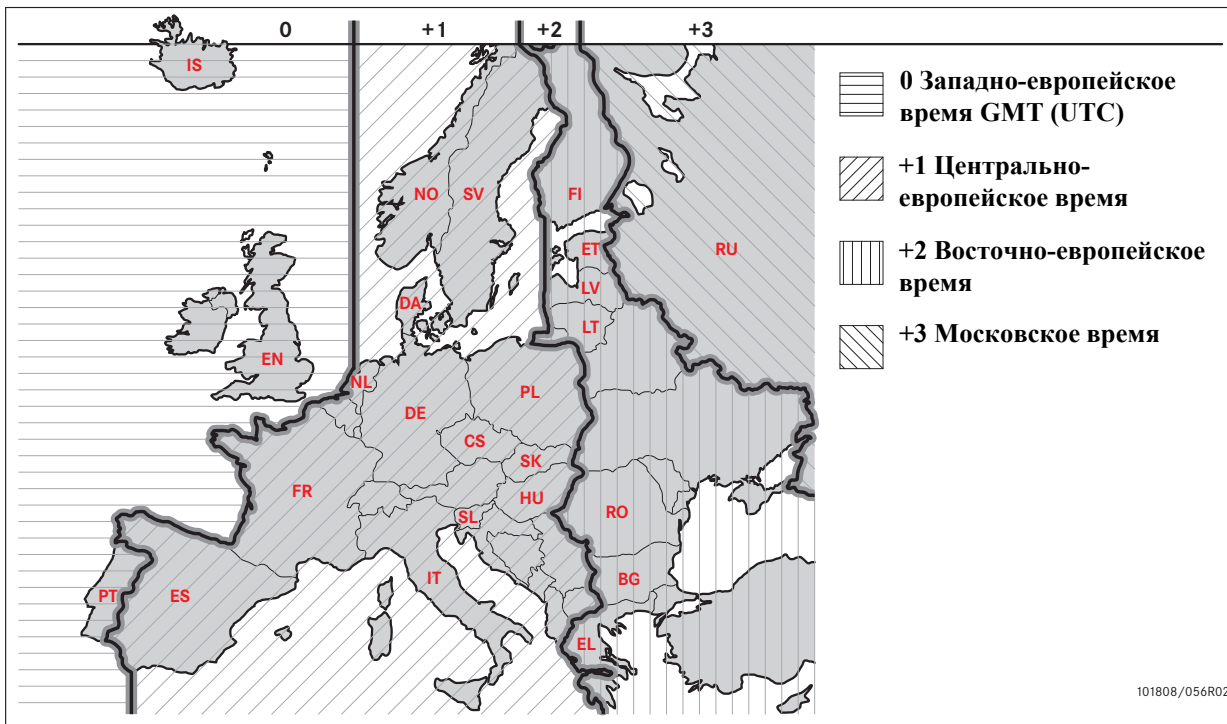 0 +1 +2 +3
IS
NO SV FI
ET RU
LV
DA
LT
EN
NL
PL
DE
CS
SK
FR HU
SL RO
IT BG
PT ES
EL
0 Западно-европейское
время GMT (UTC)
+1 Центрально-
европейское время
+2 Восточно-европейское
время
+3 Московское время
101808/056R02